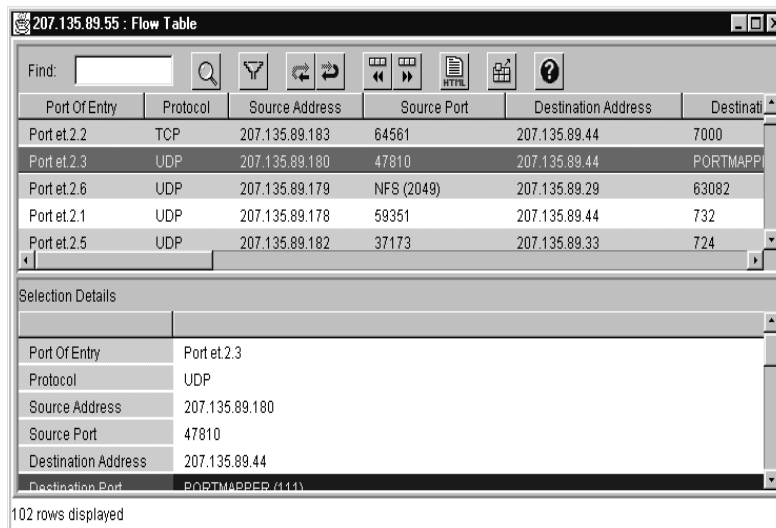 207.135.89.55 : Flow Table
Find:
HTML
Port Of Entry Protocol Source Address Source Port Destination Address Destinati
Port et.2.2 TCP 207.135.89.183 64561 207.135.89.44 7000
Port et.2.3 UDP 207.135.89.180 47810 207.135.89.44 PORTMAPP
Port et.2.6 UDP 207.135.89.179 NFS (2049) 207.135.89.29 63082
Port et.2.1 UDP 207.135.89.178 59351 207.135.89.44 732
Port et.2.5 UDP 207.135.89.182 37173 207.135.89.33 724
Selection Details
Port Of Entry Port et.2.3
Protocol UDP
Source Address 207.135.89.180
Source Port 47810
Destination Address 207.135.89.44
Destination Port PORTMAPPER (111)
102 rows displayed